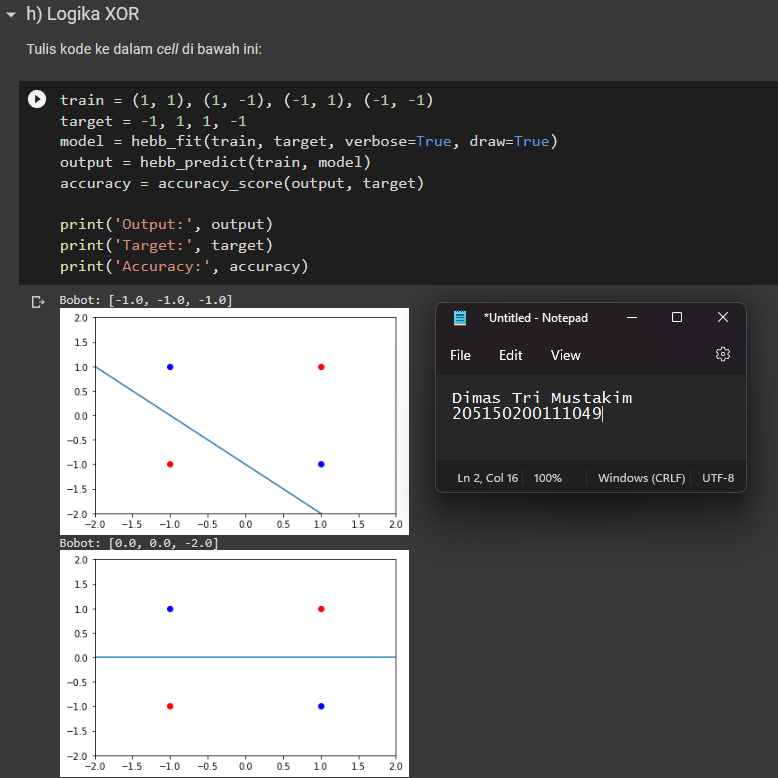 h) Logika XOR
Tulis kode ke dalam cell di bawah ini:
train = (1, 1), (1, -1), (-1, 1), (-1, -1)
target = -1, 1, 1, -1
model = hebb_fit(train, target, verbose=True, draw=True)
output = hebb_predict(train, model)
accuracy = accuracy_score(output, target)
print('Output:', output)
print('Target:', target)
print('Accuracy:', accuracy)
Bobot: [-1.0, -1.0, -1.0]
2.0
1.5
1.0
0.5
0.0
−0.5
−1.0
−1.5
−2.0
−2.0 −1.5 −1.0 −0.5 0.0 0.5 1.0 1.5 2.0
*Untitled - Notepad
File Edit View
Dimas Tri Mustakim
205150200111049
Ln 2, Col 16 100% Windows (CRLF) UTF-8
Bobot: [0.0, 0.0, -2.0]
2.0
1.5
1.0
0.5
0.0
−0.5
−1.0
−1.5
−2.0
−2.0 −1.5 −1.0 −0.5 0.0 0.5 1.0 1.5 2.0